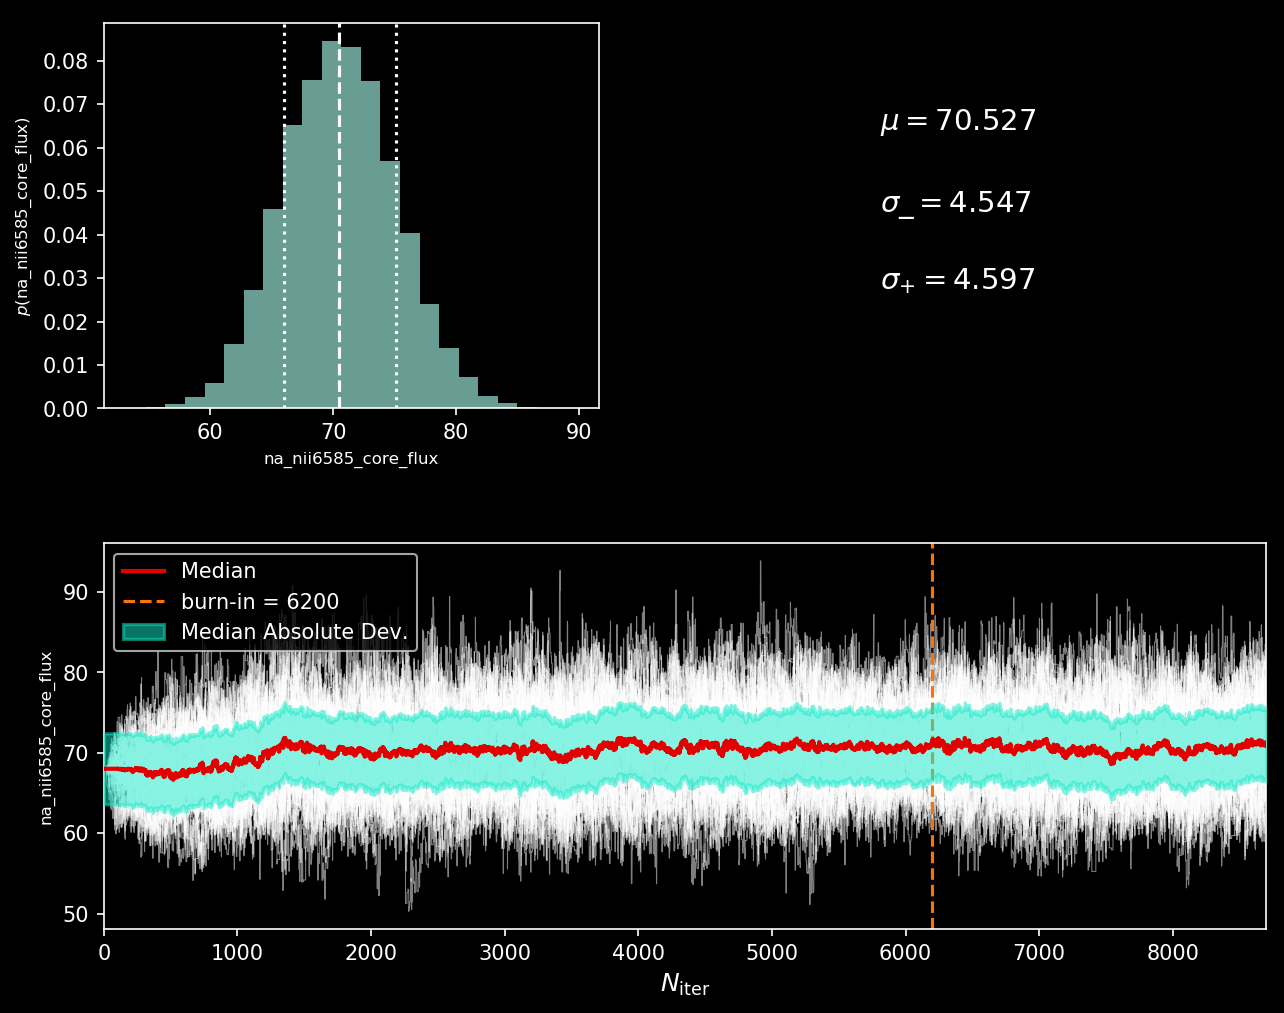 0.08
0.07
0.06
0.05
0.04
0.03
0.02
0.01
0.00
p(na_nii6585_core_flux)
60 70 80 90
na_nii6585_core_flux
μ = 70.527
σ_ = 4.547
σ+ = 4.597
Median
burn-in = 6200
Median Absolute Dev.
90
80
70
60
50
na_nii6585_core_flux
0 1000 2000 3000 4000 5000 6000 7000 8000
Niter